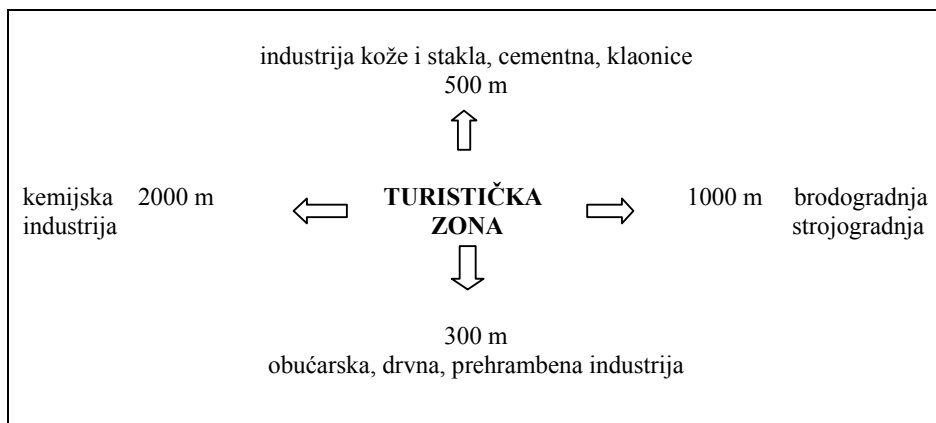 industrija kože i stakla, cementna, klaonice
500 m
kemijska 2000 m
industrija
TURISTIČKA
ZONA
1000 m brodogradnja
strojogradnja
300 m
obućarska, drvna, prehrambena industrija